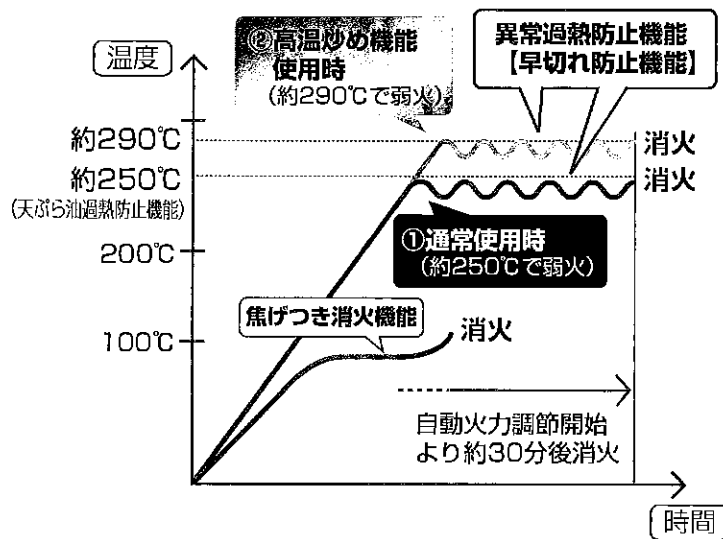 温度
②高温炒め機能
使用時
(約290℃で弱火)
異常過熱防止機能
【早切れ防止機能】
約290℃
消火
約250℃
消火
(天ぷら油過熱防止機能)
①通常使用時
(約250℃で弱火)
200℃
焦げつき消火機能
100℃
消火
自動火力調節開始
より約30分後消火
時間